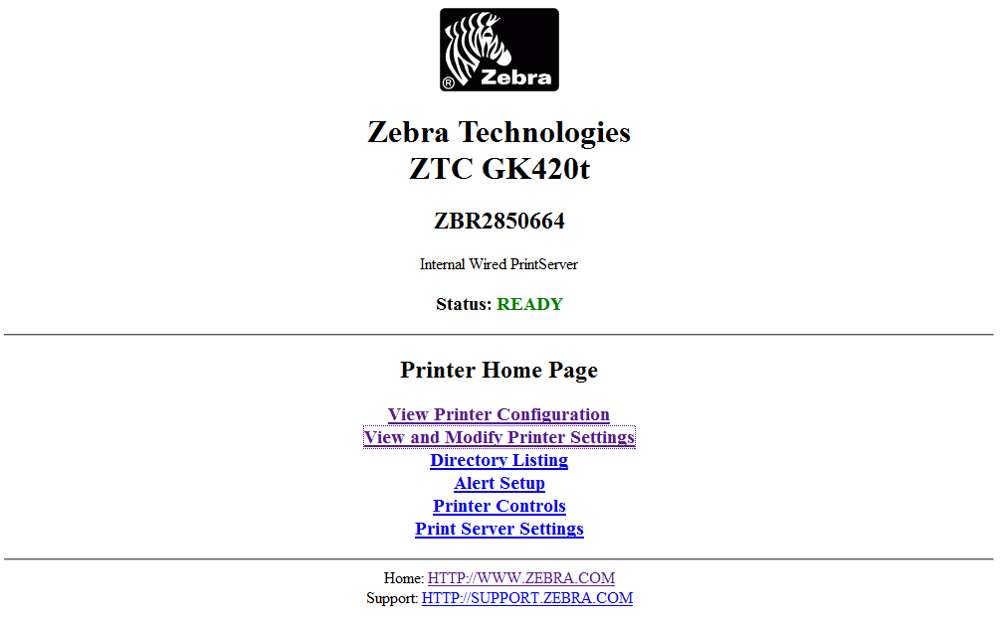 ® Zebra
Zebra Technologies
ZTC GK420t
ZBR2850664
Internal Wired PrintServer
Status: READY
Printer Home Page
View Printer Configuration
View and Modify Printer Settings
Directory Listing
Alert Setup
Printer Controls
Print Server Settings
Home: HTTP://WWW.ZEBRA.COM
Support: HTTP://SUPPORT.ZEBRA.COM